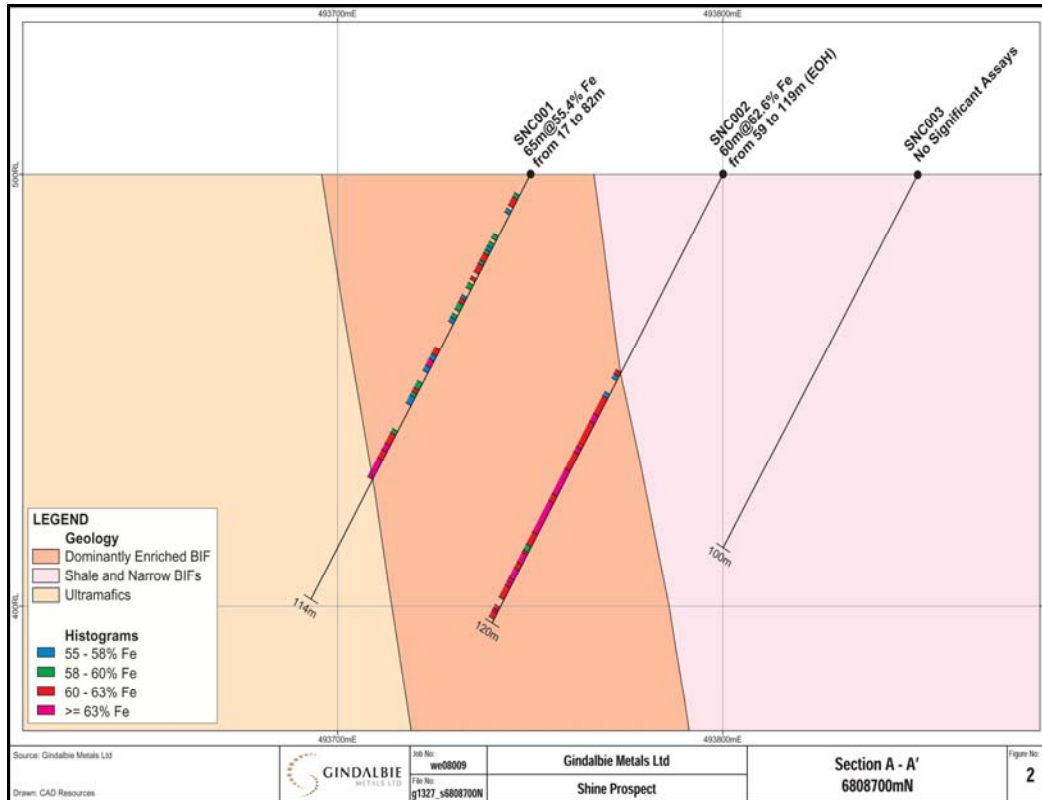 493700mE
493800mE
SNC001
65m@55.4% Fe
from 17 to 82m
SNC002
60m@62.6% Fe
from 59 to 119m (EOH)
SNC003
No Significant Assays
500RL
400RL
114m
120m
100m
LEGEND
Geology
Dominantly Enriched BIF
Shale and Narrow BIFs
Ultramafics
Histograms
55 - 58% Fe
58 - 60% Fe
60 - 63% Fe
>= 63% Fe
493700mE
493800mE
Source: Gindalbie Metals Ltd
Drawn: CAD Resources
GINDALBIE
METALS LTD
Job No:
we08009
File No:
g1327_s6808700N
Gindalbie Metals Ltd
Shine Prospect
Section A - A'
6808700mN
Figure No:
2